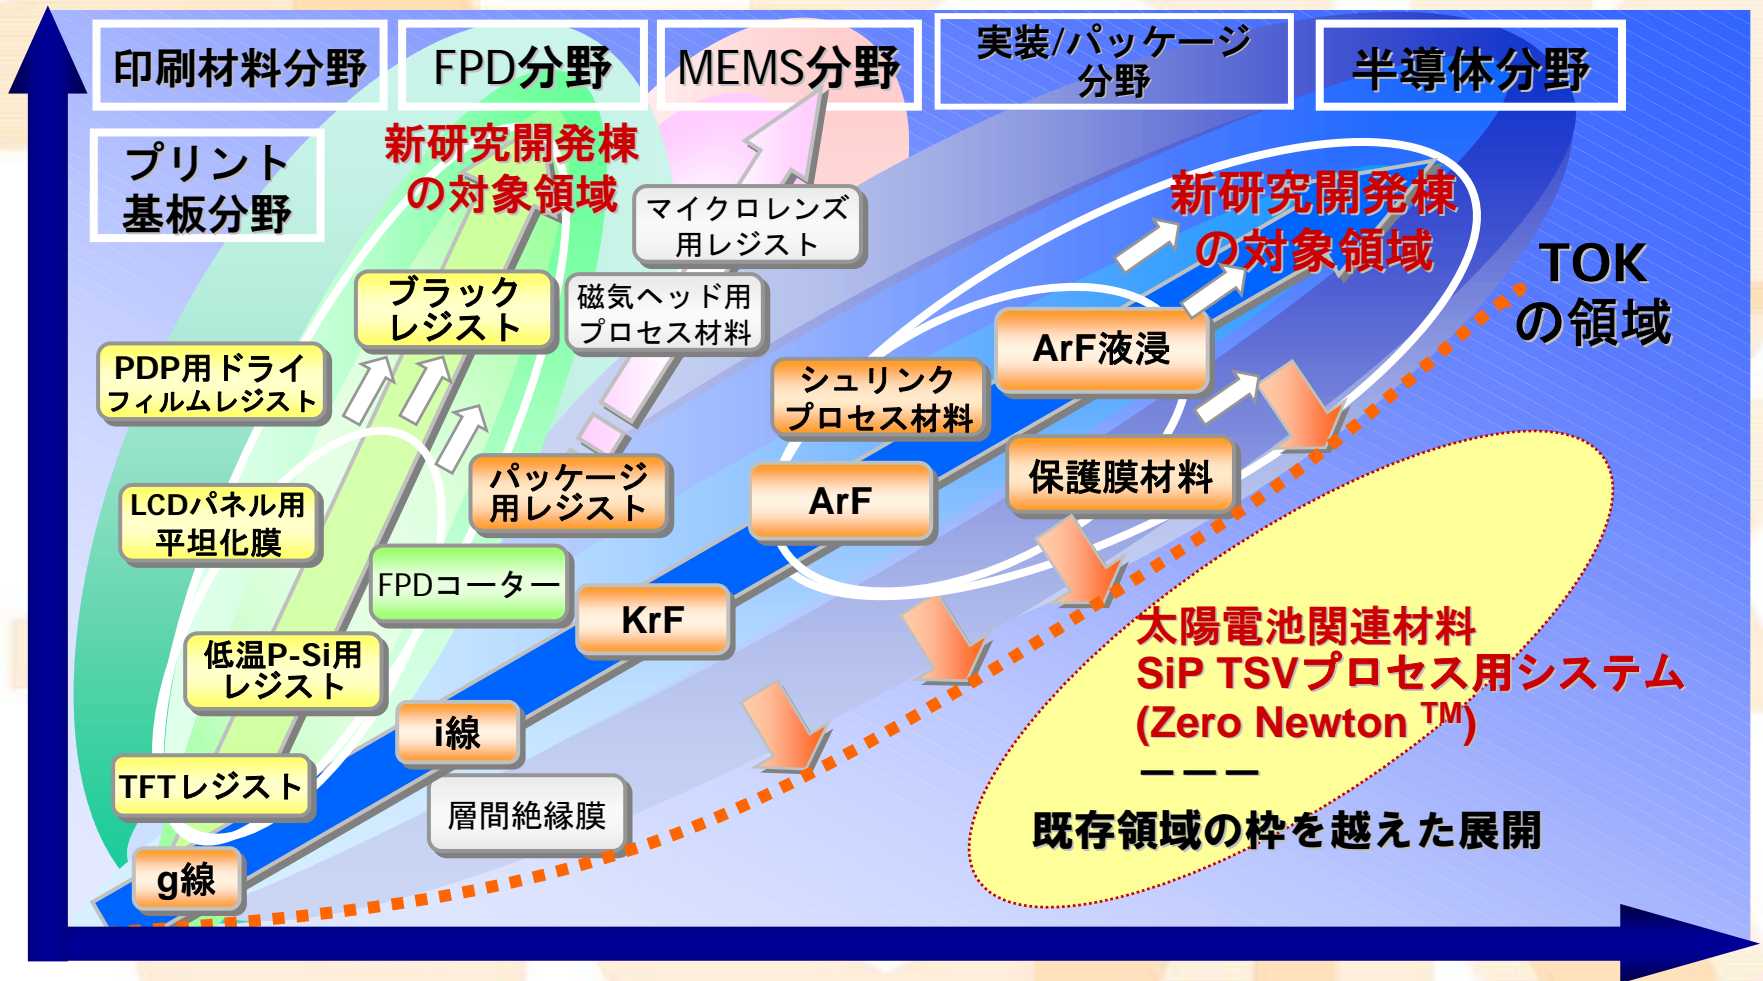 印刷材料分野
FPD分野
MEMS分野
実装/パッケージ
分野
半導体分野
プリント
基板分野
新研究開発棟
の対象領域
マイクロレンズ
用レジスト
新研究開発棟
の対象領域
TOK
の領域
ブラック
レジスト
磁気ヘッド用
プロセス材料
PDP用ドライ
フィルムレジスト
ArF液浸
シュリンク
プロセス材料
パッケージ
用レジスト
ArF
保護膜材料
LCDパネル用
平坦化膜
FPDコーター
KrF
低温P-Si用
レジスト
i線
TFTレジスト
層間絶縁膜
g線
太陽電池関連材料
SiP TSVプロセス用システム
(Zero Newton TM)
ーーー
既存領域の枠を越えた展開